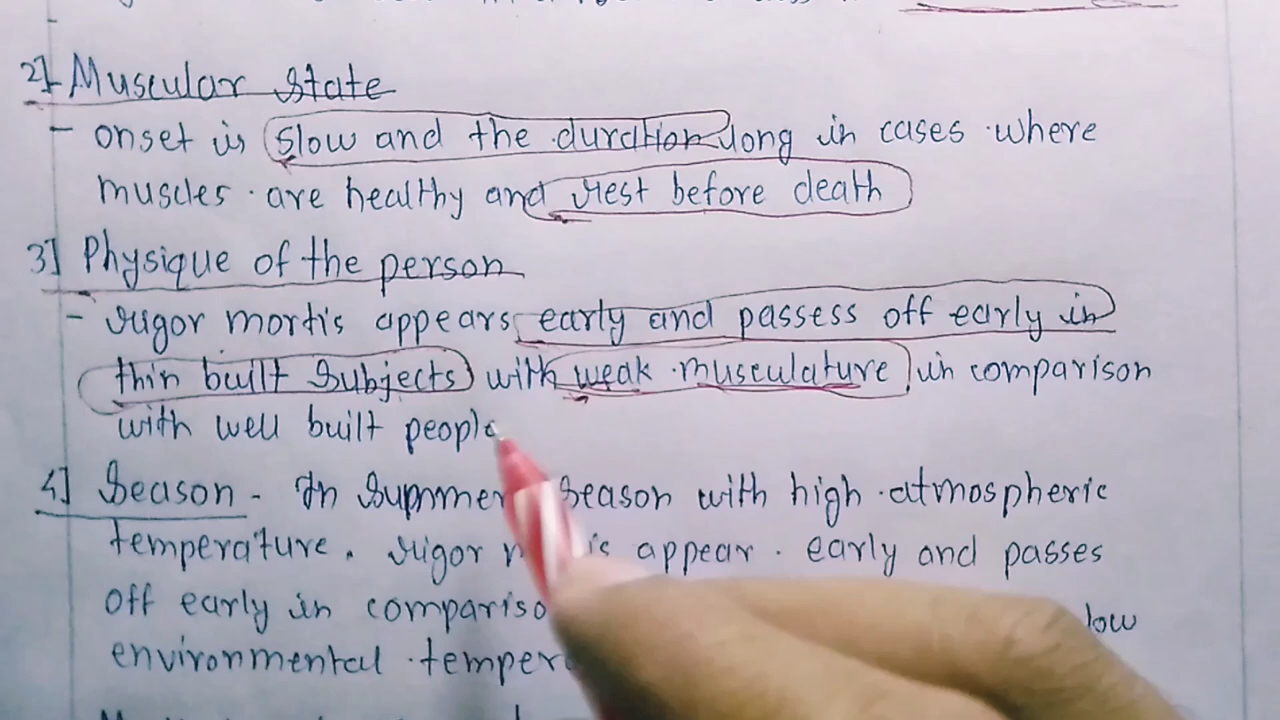 2] Muscular state
- onset is slow and the duration long in cases where
muscles are healthy and rest before death
3] Physique of the person
- rigor mortis appears early and passess off early in
thin built subjects with weak musculature in comparison
with well built people
4] Season - In Summer season with high atmospheric
temperature. rigor appear early and passes
off early in low
environmental